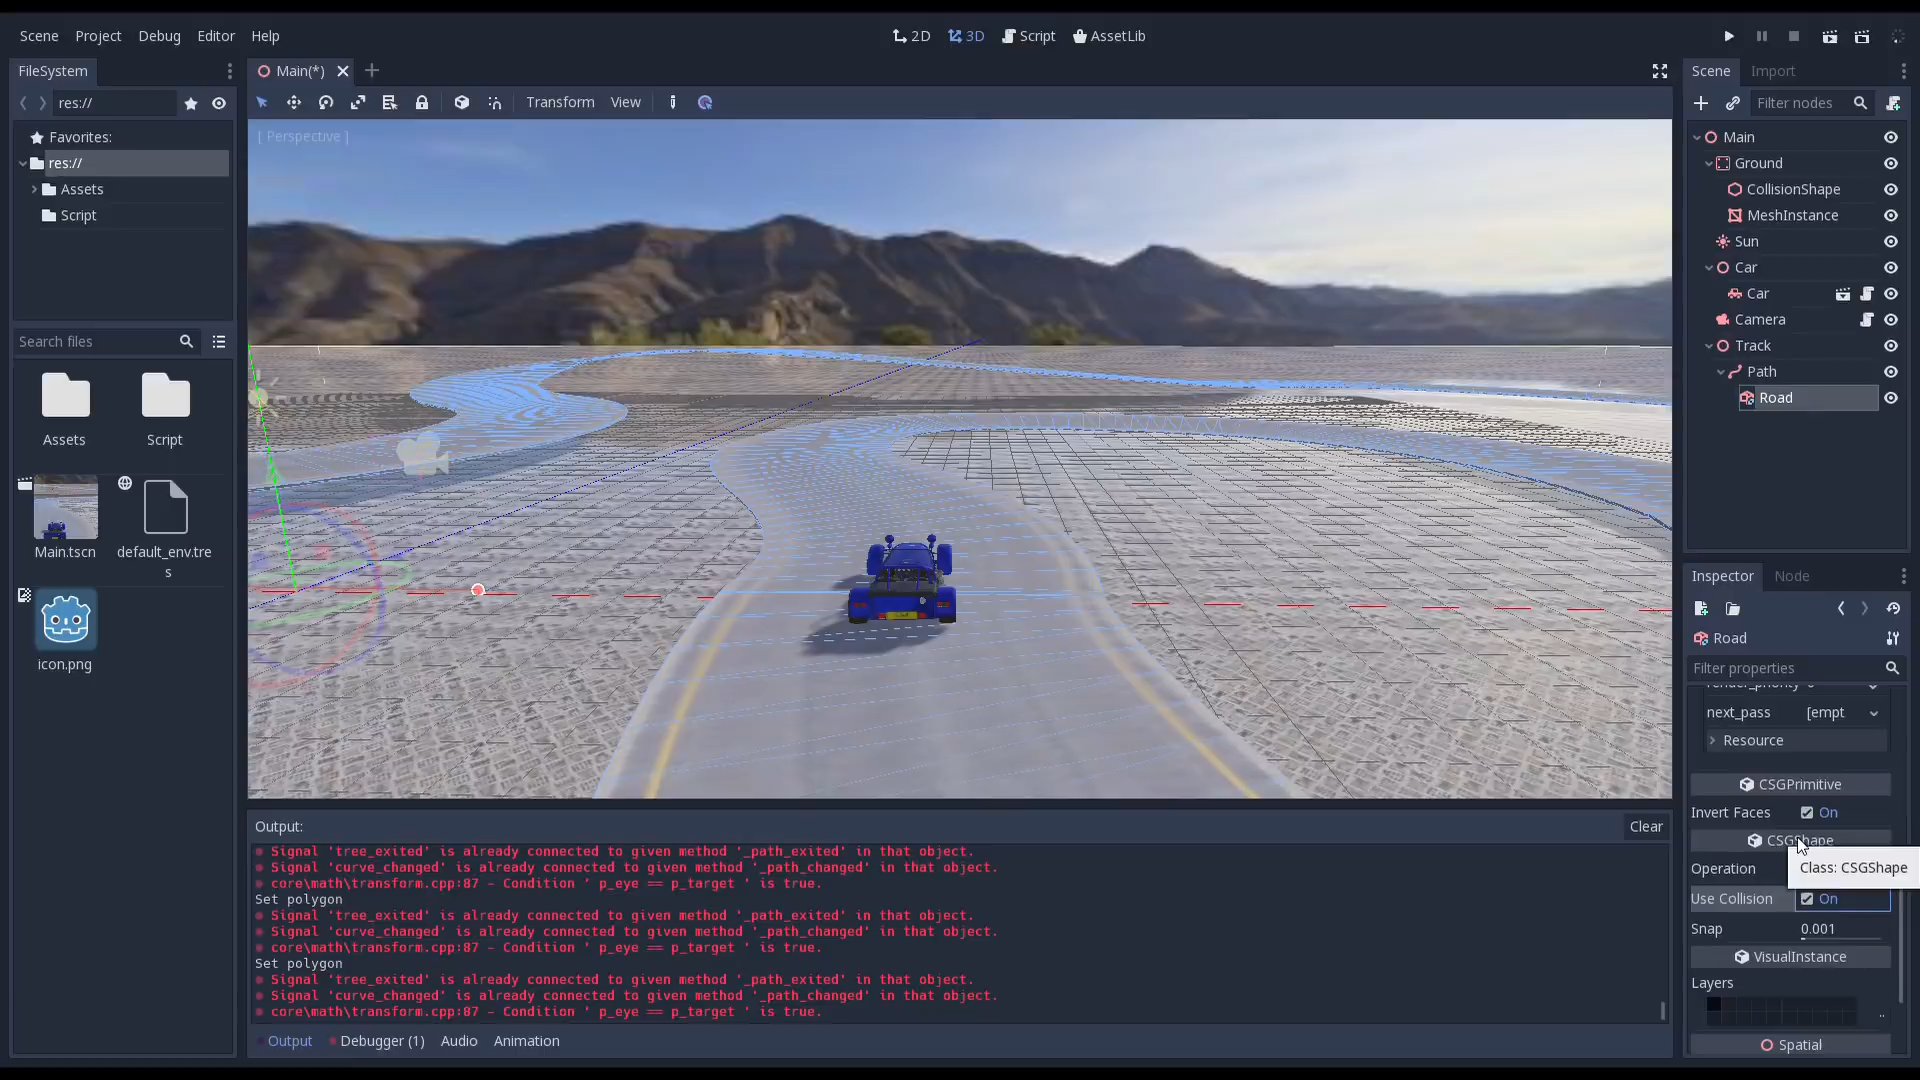 Scene Project Debug Editor Help
2D 3D Script AssetLib
FileSystem
res://
Favorites:
res://
Assets
Script
Search files
Assets Script
Main.tscn default_env.tre
s
icon.png
Main(*)
Transform View
[ Perspective ]
Output:
Clear
Signal 'tree_exited' is already connected to given method '_path_exited' in that object.
Signal 'curve_changed' is already connected to given method '_path_changed' in that object.
core\math\transform.cpp:87 - Condition ' p_eye == p_target ' is true.
Set polygon
Signal 'tree_exited' is already connected to given method '_path_exited' in that object.
Signal 'curve_changed' is already connected to given method '_path_changed' in that object.
core\math\transform.cpp:87 - Condition ' p_eye == p_target ' is true.
Set polygon
Signal 'tree_exited' is already connected to given method '_path_exited' in that object.
Signal 'curve_changed' is already connected to given method '_path_changed' in that object.
core\math\transform.cpp:87 - Condition ' p_eye == p_target ' is true.
Output Debugger (1) Audio Animation
Scene Import
Filter nodes
Main
Ground
CollisionShape
MeshInstance
Sun
Car
Car
Camera
Track
Path
Road
Inspector Node
Road
Filter properties
next_pass [empt
Resource
CSGPrimitive
Invert Faces On
CSGShape
Operation
Class: CSGShape
Use Collision On
Snap 0.001
VisualInstance
Layers
..
Spatial